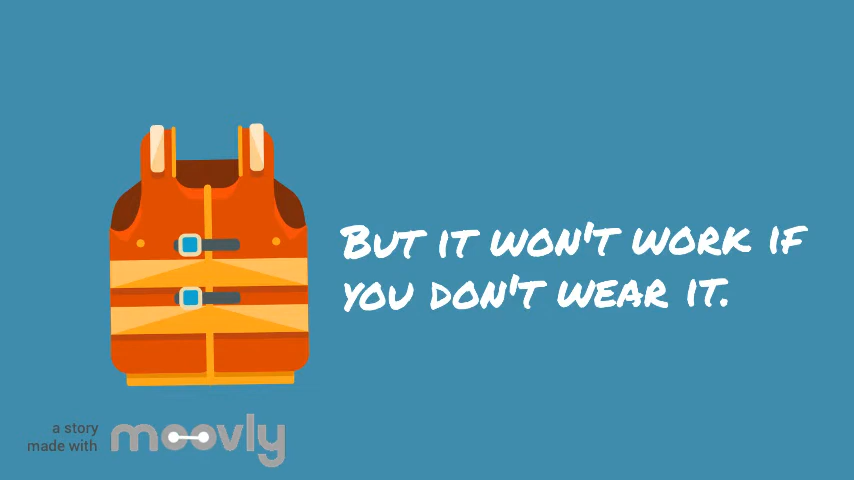 But it won't work if
you don't wear it.
a story
made with
moovly